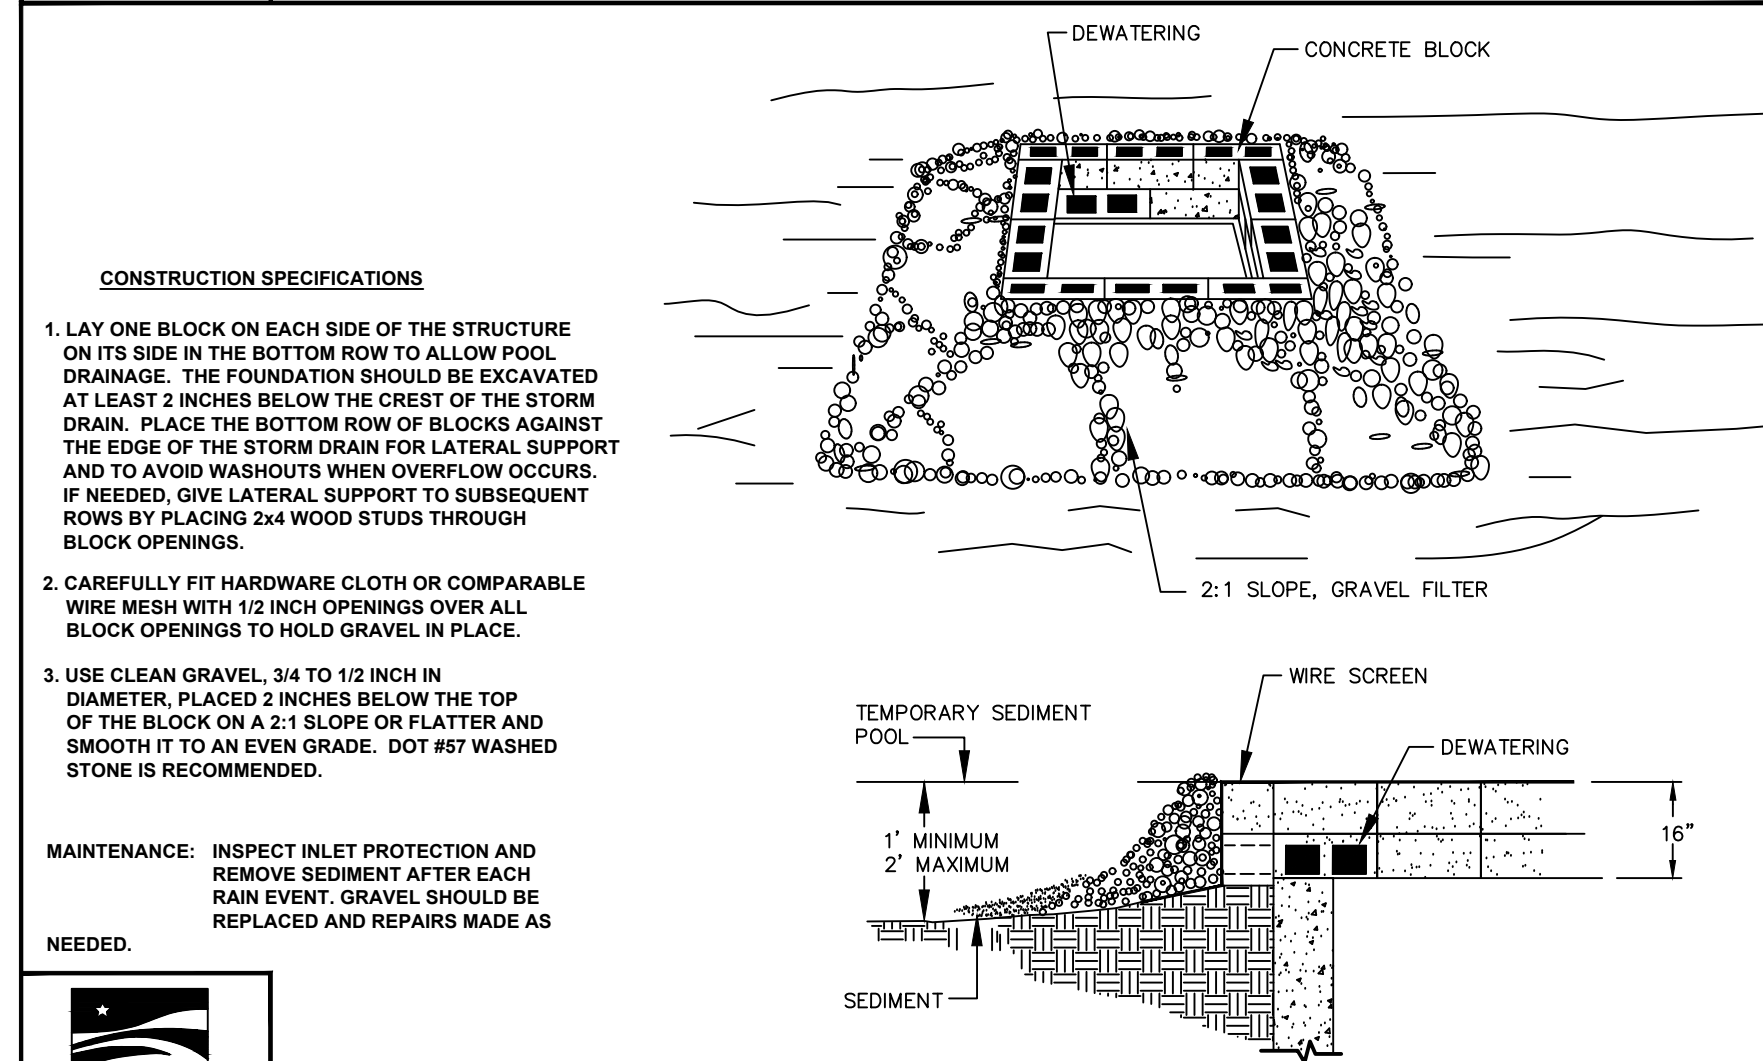 CONSTRUCTION SPECIFICATIONS
1. LAY ONE BLOCK ON EACH SIDE OF THE STRUCTURE
ON ITS SIDE IN THE BOTTOM ROW TO ALLOW POOL
DRAINAGE. THE FOUNDATION SHOULD BE EXCAVATED
AT LEAST 2 INCHES BELOW THE CREST OF THE STORM
DRAIN. PLACE THE BOTTOM ROW OF BLOCKS AGAINST
THE EDGE OF THE STORM DRAIN FOR LATERAL SUPPORT
AND TO AVOID WASHOUTS WHEN OVERFLOW OCCURS.
IF NEEDED, GIVE LATERAL SUPPORT TO SUBSEQUENT
ROWS BY PLACING 2x4 WOOD STUDS THROUGH
BLOCK OPENINGS.
2. CAREFULLY FIT HARDWARE CLOTH OR COMPARABLE
WIRE MESH WITH 1/2 INCH OPENINGS OVER ALL
BLOCK OPENINGS TO HOLD GRAVEL IN PLACE.
3. USE CLEAN GRAVEL, 3/4 TO 1/2 INCH IN
DIAMETER, PLACED 2 INCHES BELOW THE TOP
OF THE BLOCK ON A 2:1 SLOPE OR FLATTER AND
SMOOTH IT TO AN EVEN GRADE. DOT #57 WASHED
STONE IS RECOMMENDED.
MAINTENANCE: INSPECT INLET PROTECTION AND
REMOVE SEDIMENT AFTER EACH
RAIN EVENT. GRAVEL SHOULD BE
REPLACED AND REPAIRS MADE AS
NEEDED.
DEWATERING
CONCRETE BLOCK
2:1 SLOPE, GRAVEL FILTER
WIRE SCREEN
TEMPORARY SEDIMENT
POOL
DEWATERING
1' MINIMUM
2' MAXIMUM
16"
SEDIMENT